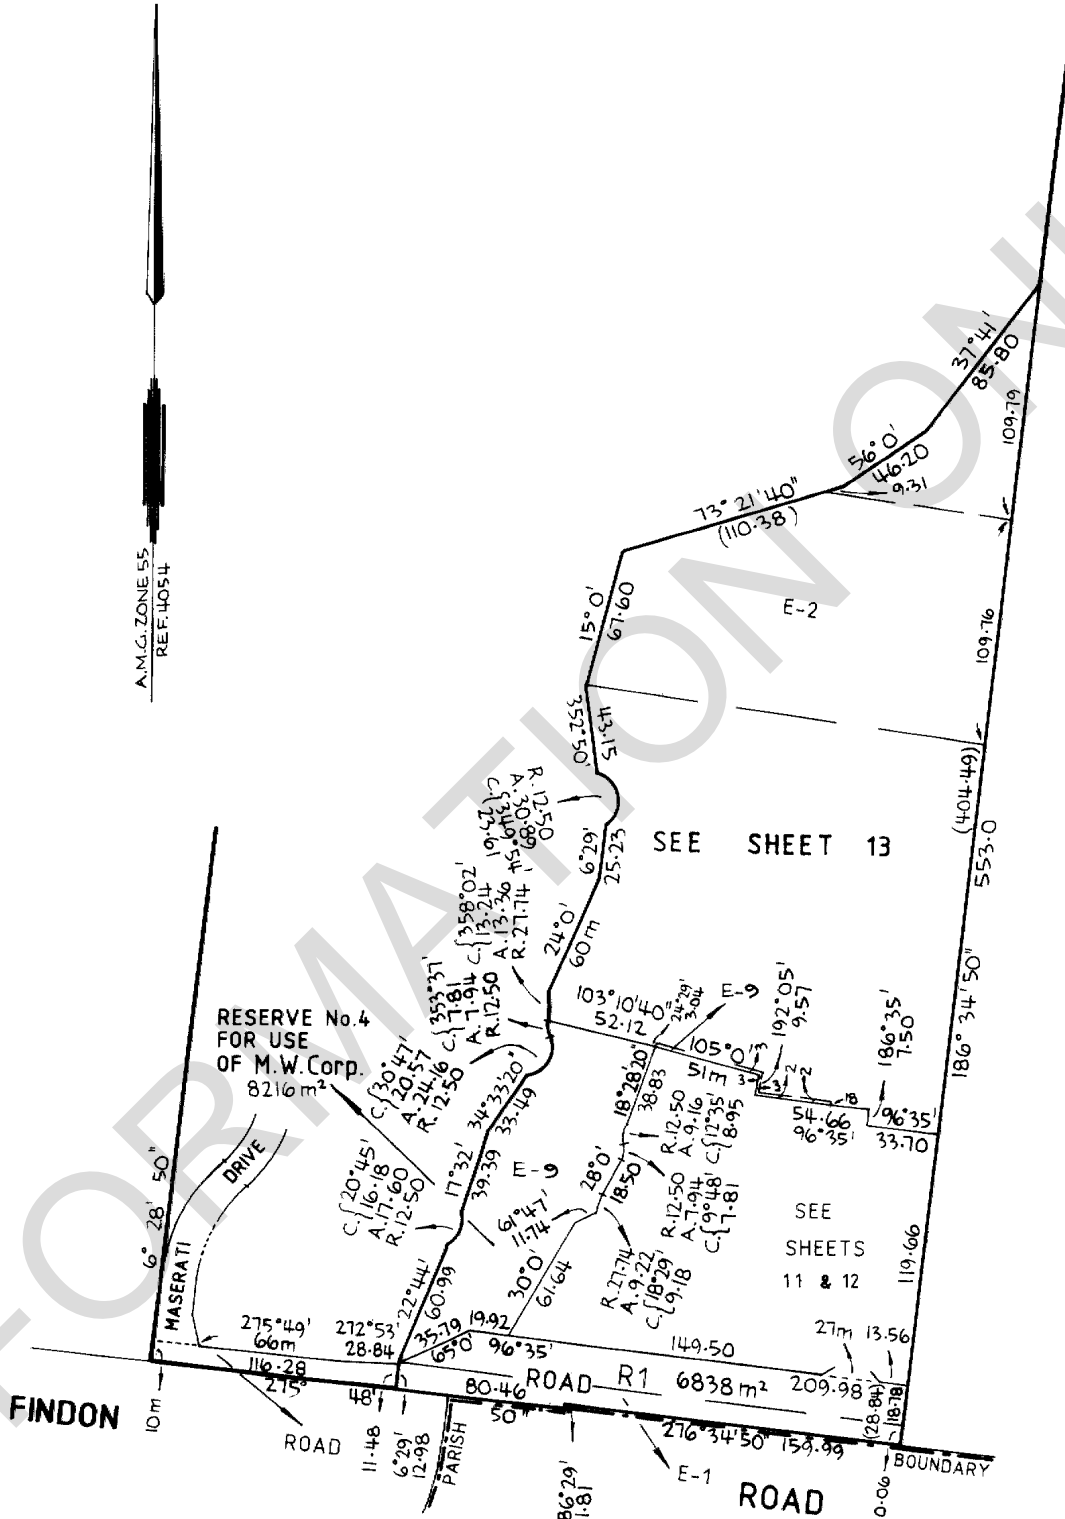 INFORMATION ONLY
A.M.G. ZONE 55
REF. 4054
37°41'
85.80
109.79
56°0'
46.20
9.31
73°21'40"
(110.38)
15°0'
67.60
E-2
109.76
352°50'
43.15
(404.49)
553.0
186°34'50"
R.12.50
A.30.89
C.{349°54'
23.61
SEE SHEET 13
6°29'
25.23
C.{358°02'
13.24
A.13.36
R.27.74
24°0'
60m
C.{353°37'
7.81
A.7.94
R.12.50
103°10'40"
52.12
24°29'
3.04
E-9
192°05'
9.57
186°35'
7.50
RESERVE No.4
FOR USE
OF M.W.Corp.
8216m²
C.{30°47'
20.57
A.24.16
R.12.50
34°33'20"
33.49
18°28'20"
38.83
105°0'
51m
3
3
3
2
2
18
54.66
96°35'
96°35'
33.70
R.12.50
A.9.16
C.{12°35'
8.95
DRIVE
MASERATI
6° 28' 50"
C.{20°45'
16.18
A.17.60
R.12.50
17°32'
39.39
E-9
28°0'
18.50
R.12.50
A.7.94
C.{9°48'
7.81
61°47'
11.74
SEE
SHEETS
11 & 12
119.66
22°44'
60.99
30°0'
61.64
R.27.74
A.9.22
C.{18°29'
9.18
275°49'
66m
272°53'
28.84
35.79
65°0'
19.92
96°35'
149.50
27m
13.56
116.28
275°
48'
80.46
50"
ROAD R1 6838m²
209.98
(28.84)
18.78
FINDON
10m
ROAD
11.48
6°29'
12.98
PARISH
86°29'
1.81
E-1
276°34'50"
159.99
ROAD
0.06
BOUNDARY